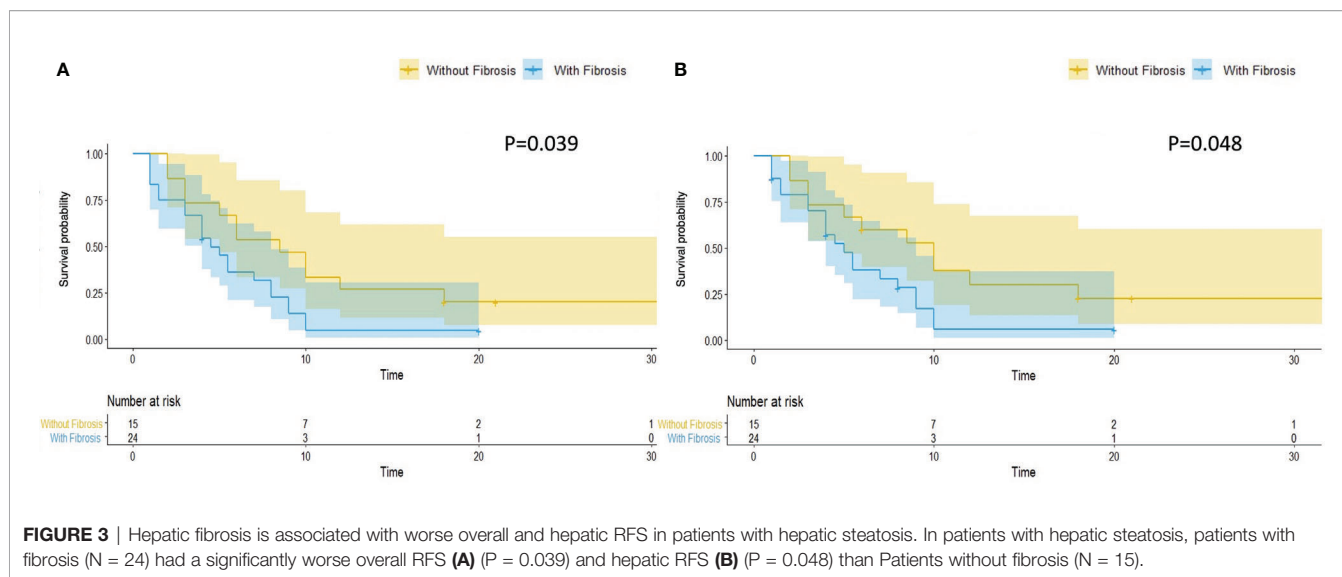 A
Without Fibrosis With Fibrosis
P=0.039
Survival probability
1.00
0.75
0.50
0.25
0.00
0 10 20 30
Time
Number at risk
Without Fibrosis 15 7 2 1
With Fibrosis 24 3 1 0
0 10 20 30
Time
B
Without Fibrosis With Fibrosis
P=0.048
Survival probability
1.00
0.75
0.50
0.25
0.00
0 10 20 30
Time
Number at risk
Without Fibrosis 15 7 2 1
With Fibrosis 24 3 1 0
0 10 20 30
Time
FIGURE 3 | Hepatic fibrosis is associated with worse overall and hepatic RFS in patients with hepatic steatosis. In patients with hepatic steatosis, patients with
fibrosis (N = 24) had a significantly worse overall RFS (A) (P = 0.039) and hepatic RFS (B) (P = 0.048) than Patients without fibrosis (N = 15).